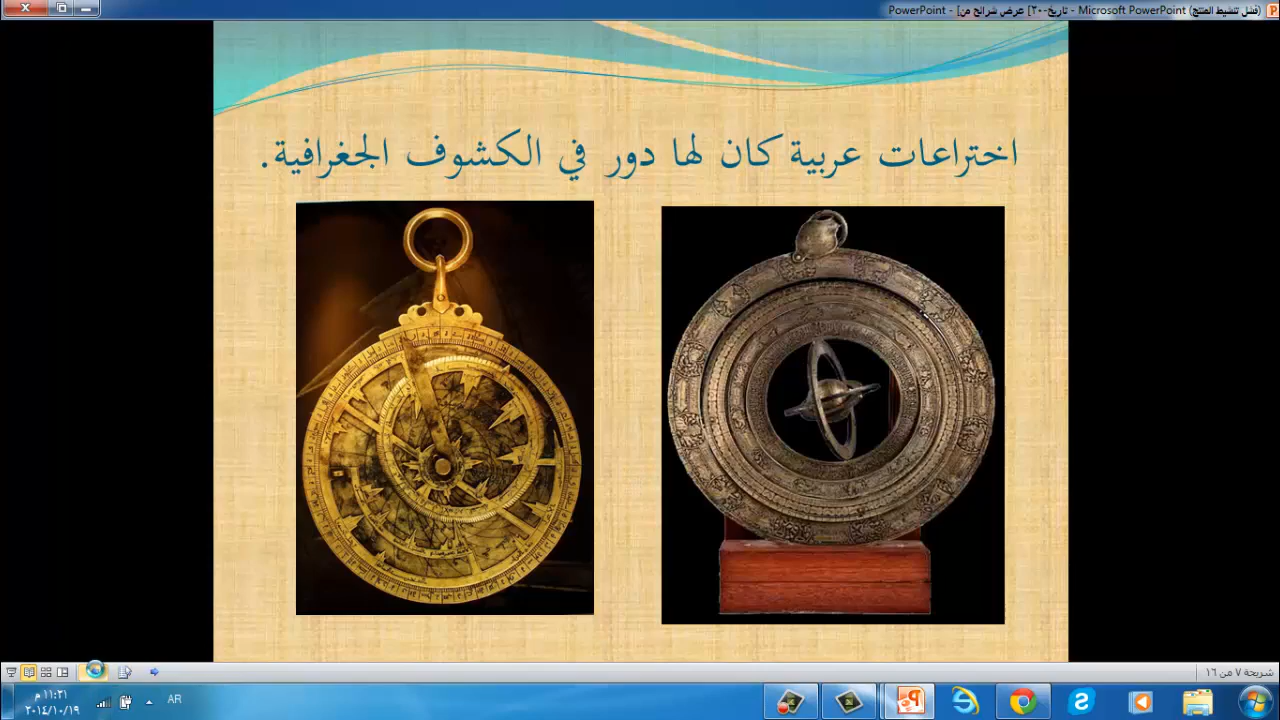 PowerPoint - [عرض شرائح من] تاريخ-٢٠ - Microsoft PowerPoint (فشل تنشيط المنتج)
اختراعات عربية كان لها دور في الكشوف الجغرافية.
شريحة ٧ من ١٦
AR
١١:٢١ م
٢٠١٤/١٠/١٩